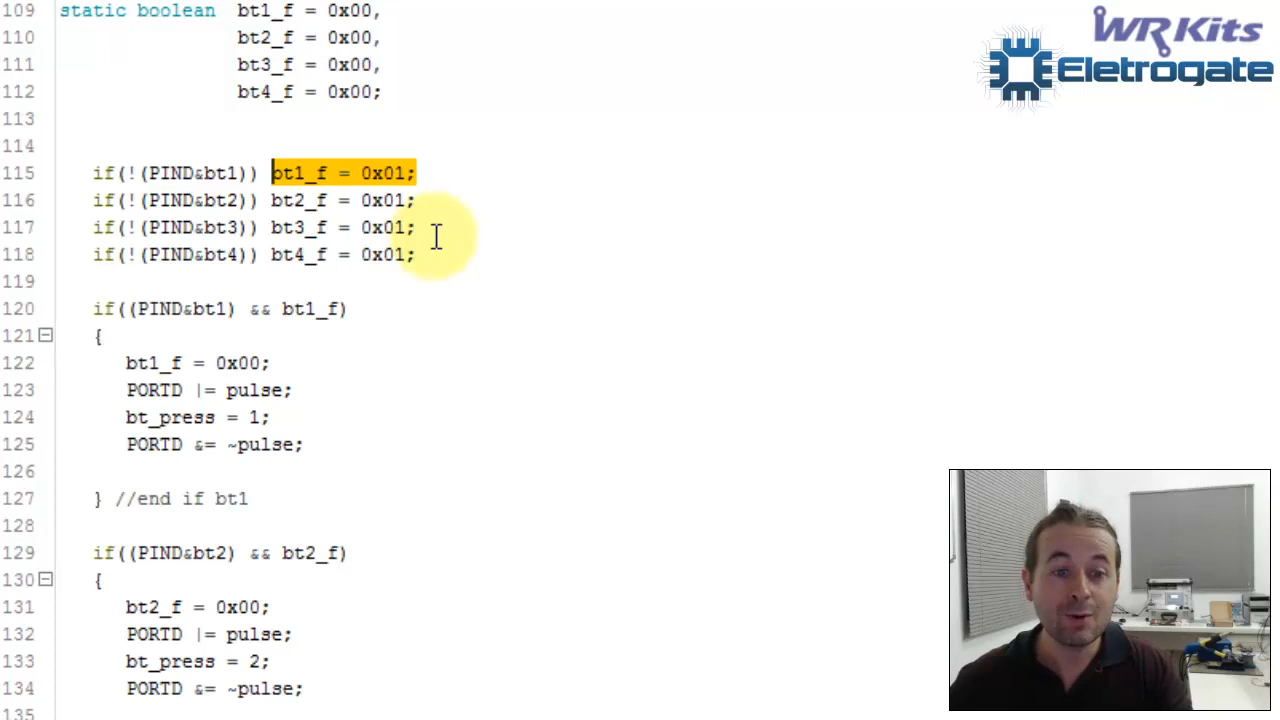 109 static boolean bt1_f = 0x00,
110 bt2_f = 0x00,
111 bt3_f = 0x00,
112 bt4_f = 0x00;
113
114
115 if(!(PIND&bt1)) bt1_f = 0x01;
116 if(!(PIND&bt2)) bt2_f = 0x01;
117 if(!(PIND&bt3)) bt3_f = 0x01;
118 if(!(PIND&bt4)) bt4_f = 0x01;
119
120 if((PIND&bt1) && bt1_f)
121 {
122 bt1_f = 0x00;
123 PORTD |= pulse;
124 bt_press = 1;
125 PORTD &= ~pulse;
126
127 } //end if bt1
128
129 if((PIND&bt2) && bt2_f)
130 {
131 bt2_f = 0x00;
132 PORTD |= pulse;
133 bt_press = 2;
134 PORTD &= ~pulse;
135
WR Kits
Eletrogate